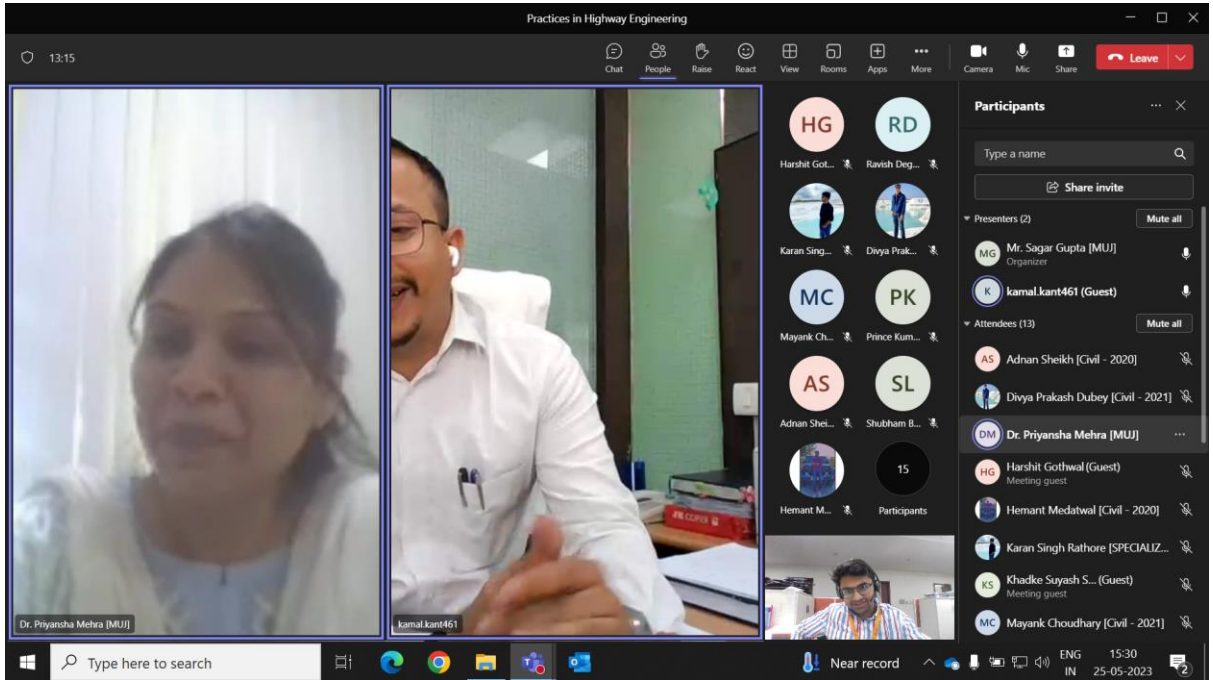 Practices in Highway Engineering
13:15
Chat People Raise React View Rooms Apps More Camera Mic Share Leave
Dr. Priyansha Mehra [MUJ]
kamal.kant461
HG RD
Harshit Got... Ravish Deg...
Karan Sing... Divya Prak...
MC PK
Mayank Ch... Prince Kum...
AS SL
Adnan Shei... Shubham B...
15
Hemant M... Participants
Participants
Type a name
Share invite
Presenters (2) Mute all
MG Mr. Sagar Gupta [MUJ]
Organizer
K kamal.kant461 (Guest)
Attendees (13) Mute all
AS Adnan Sheikh [Civil - 2020]
Divya Prakash Dubey [Civil - 2021]
DM Dr. Priyansha Mehra [MUJ]
HG Harshit Gothwal (Guest)
Meeting guest
Hemant Medatwal [Civil - 2020]
Karan Singh Rathore [SPECIALIZ...
KS Khadke Suyash S... (Guest)
Meeting guest
MC Mayank Choudhary [Civil - 2021]
Type here to search
Near record
ENG
IN
15:30
25-05-2023
2